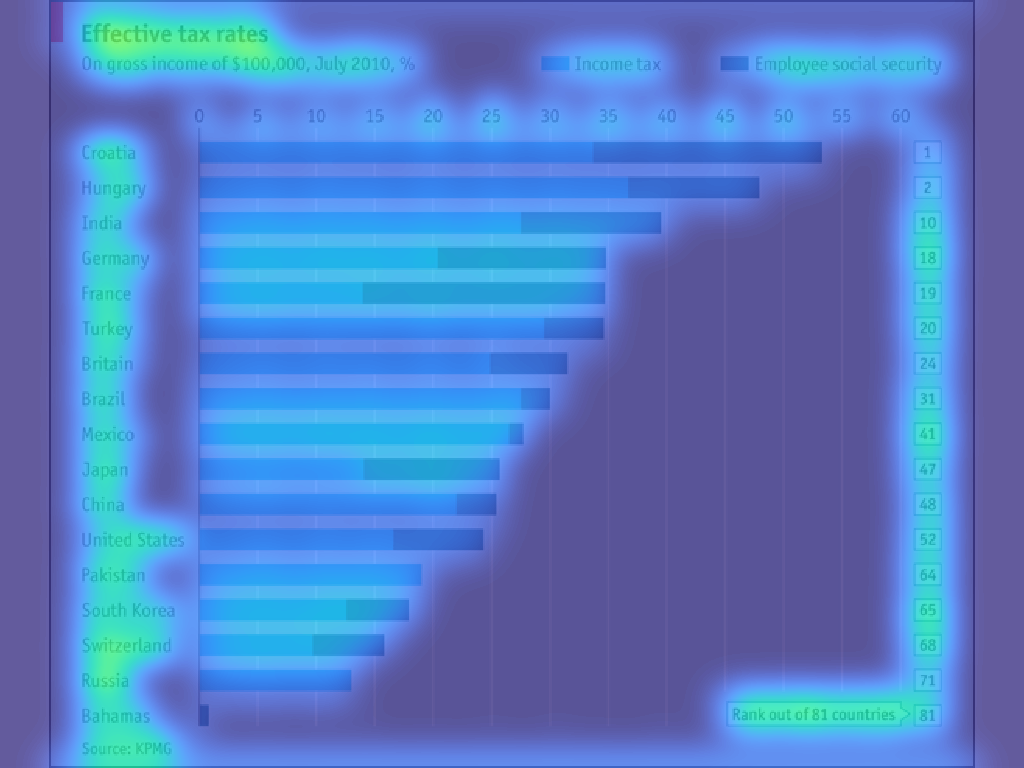 Effective tax rates
On gross income of $100,000, July 2010, %
Income tax
Employee social security
0 5 10 15 20 25 30 35 40 45 50 55 60
Croatia 1
Hungary 2
India 10
Germany 18
France 19
Turkey 20
Britain 24
Brazil 31
Mexico 41
Japan 47
China 48
United States 52
Pakistan 64
South Korea 65
Switzerland 68
Russia 71
Bahamas Rank out of 81 countries 81
Source: KPMG